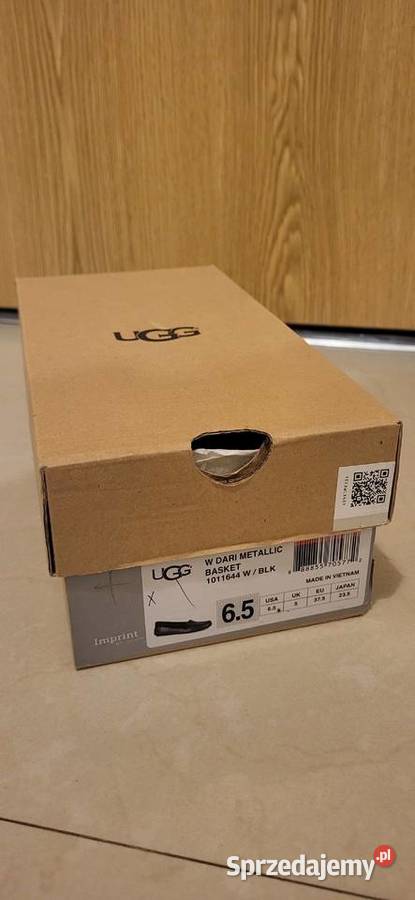 UGG
UGG
W DARI METALLIC
BASKET
1011644 W / BLK
MADE IN VIETNAM
6.5
USA UK EU JAPAN
6.5 5 37.5 23.5
Imprint
Sprzedajemy.pl